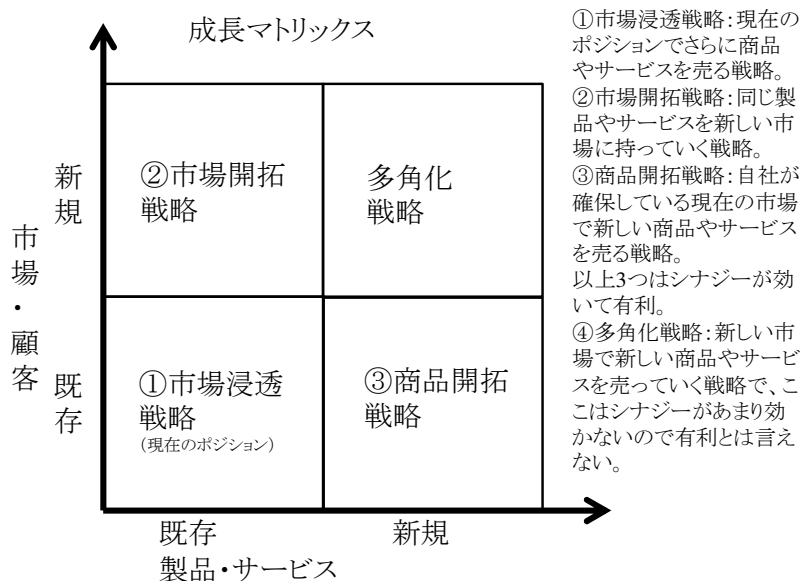 成長マトリックス
新規
②市場開拓
戦略
多角化
戦略
市場・顧客
既存
①市場浸透
戦略
(現在のポジション)
③商品開拓
戦略
既存
新規
製品・サービス
①市場浸透戦略:現在の
ポジションでさらに商品
やサービスを売る戦略。
②市場開拓戦略:同じ製
品やサービスを新しい市
場に持っていく戦略。
③商品開拓戦略:自社が
確保している現在の市場
で新しい商品やサービス
を売る戦略。
以上3つはシナジーが効
いて有利。
④多角化戦略:新しい市
場で新しい商品やサービ
スを売っていく戦略で、こ
こはシナジーがあまり効
かないので有利とは言え
ない。